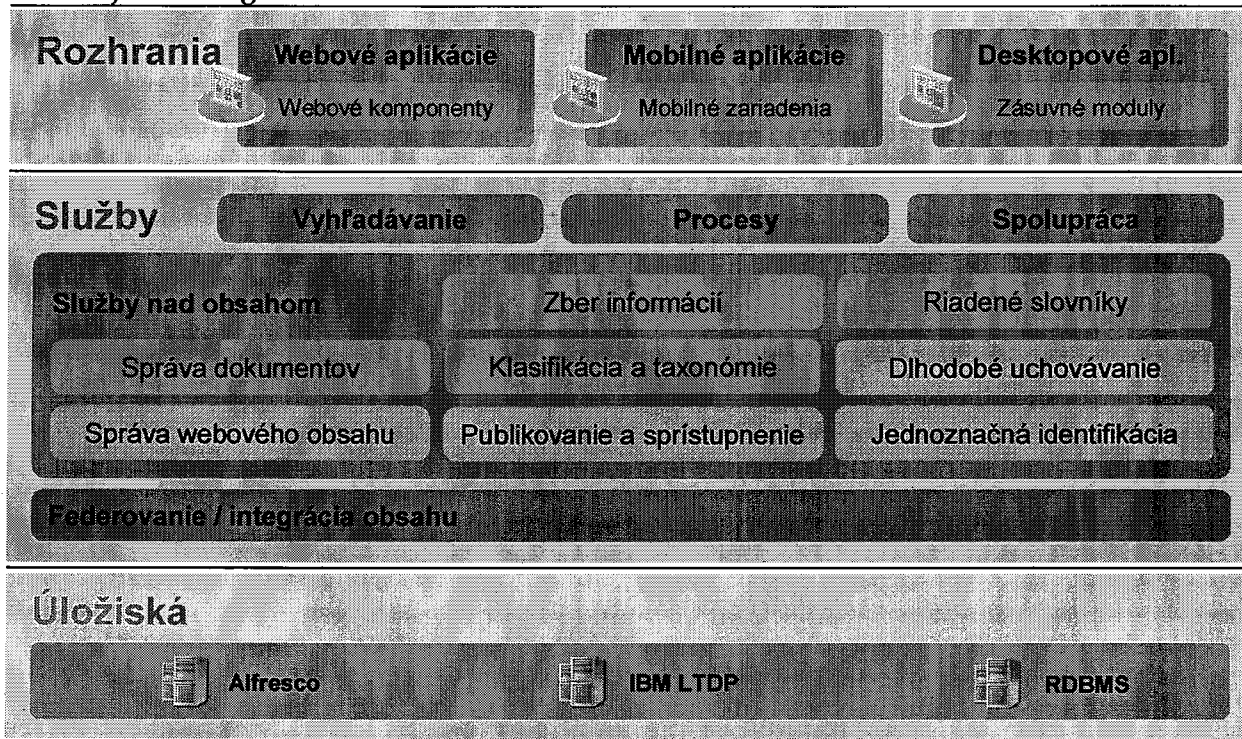 Rozhrania
Webové aplikácie
Mobilné aplikácie
Desktopové apl.
Webové komponenty
Mobilné zariadenia
Zásuvné moduly
Služby
Vyhľadávanie
Procesy
Spolupráca
Služby nad obsahom
Zber informácií
Riadené slovníky
Správa dokumentov
Klasifikácia a taxonómie
Dlhodobé uchovávanie
Správa webového obsahu
Publikovanie a sprístupnenie
Jednoznačná identifikácia
Federovanie / integrácia obsahu
Úložiská
Alfresco
IBM LTDP
RDBMS